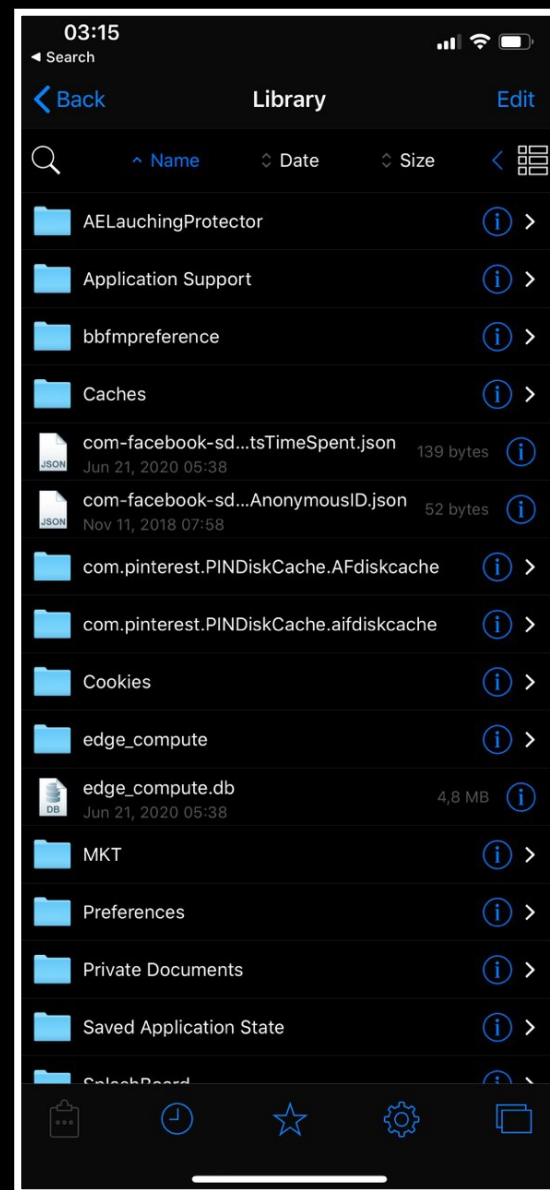 03:15
◀ Search
Back Library Edit
Name Date Size
AELauchingProtector
Application Support
bbfmpreference
Caches
com-facebook-sd...tsTimeSpent.json 139 bytes
JSON
Jun 21, 2020 05:38
com-facebook-sd...AnonymousID.json 52 bytes
JSON
Nov 11, 2018 07:58
com.pinterest.PINDiskCache.AFdiskcache
com.pinterest.PINDiskCache.aifdiskcache
Cookies
edge_compute
edge_compute.db 4,8 MB
DB
Jun 21, 2020 05:38
MKT
Preferences
Private Documents
Saved Application State
SplashBoard